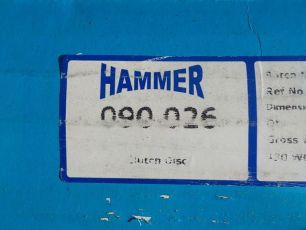 HAMMER
090 026
Clutch Disc
Ref No
Gross